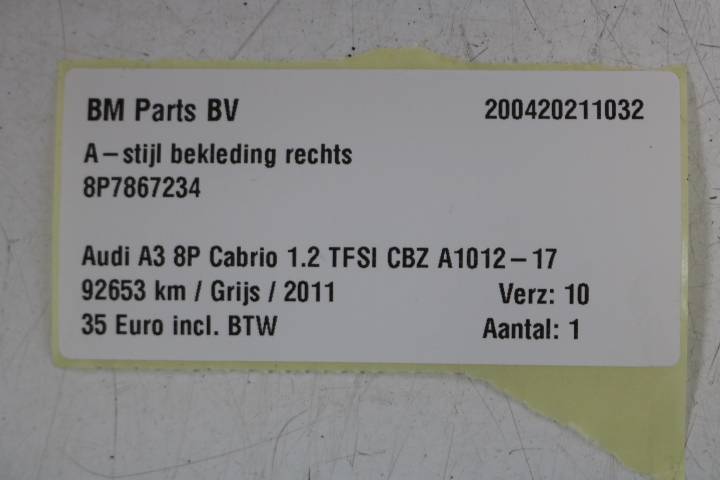 BM Parts BV 200420211032
A-stijl bekleding rechts
8P7867234
Audi A3 8P Cabrio 1.2 TFSI CBZ A1012-17
92653 km / Grijs / 2011 Verz: 10
35 Euro incl. BTW Aantal: 1